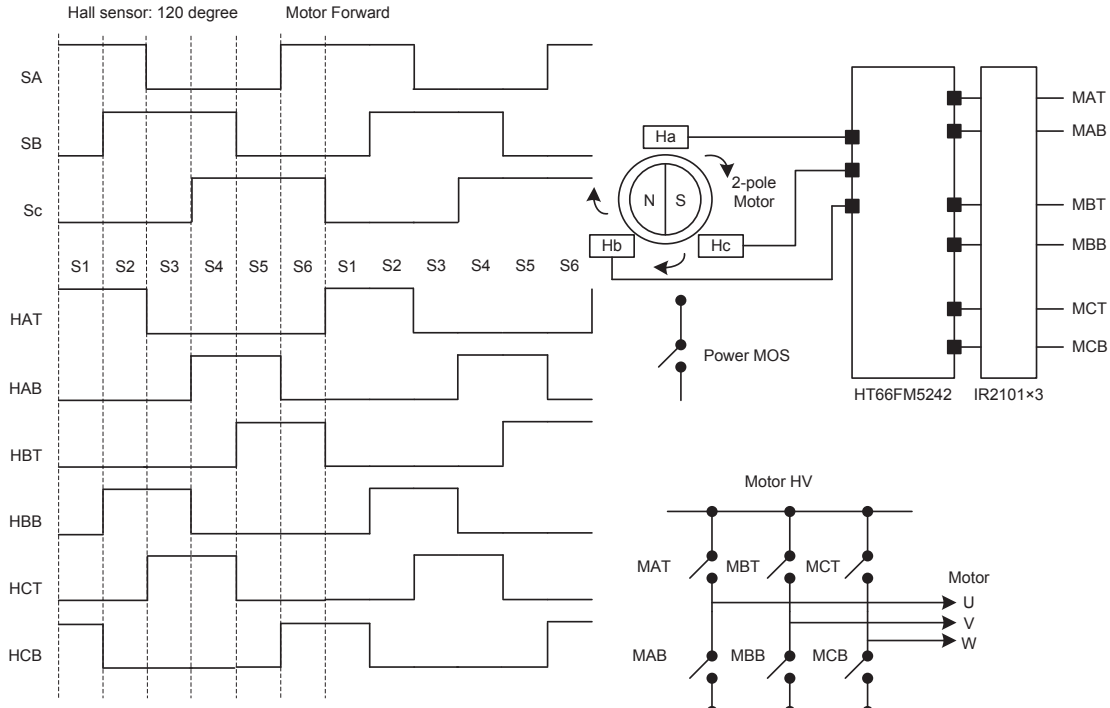 Hall sensor: 120 degree Motor Forward
SA
SB
Sc
S1 S2 S3 S4 S5 S6 S1 S2 S3 S4 S5 S6
HAT
HAB
HBT
HBB
HCT
HCB
Ha
Hb
Hc
N S
2-pole
Motor
Power MOS
MAT
MAB
MBT
MBB
MCT
MCB
HT66FM5242 IR2101×3
Motor HV
MAT MBT MCT
Motor
U
V
W
MAB MBB MCB